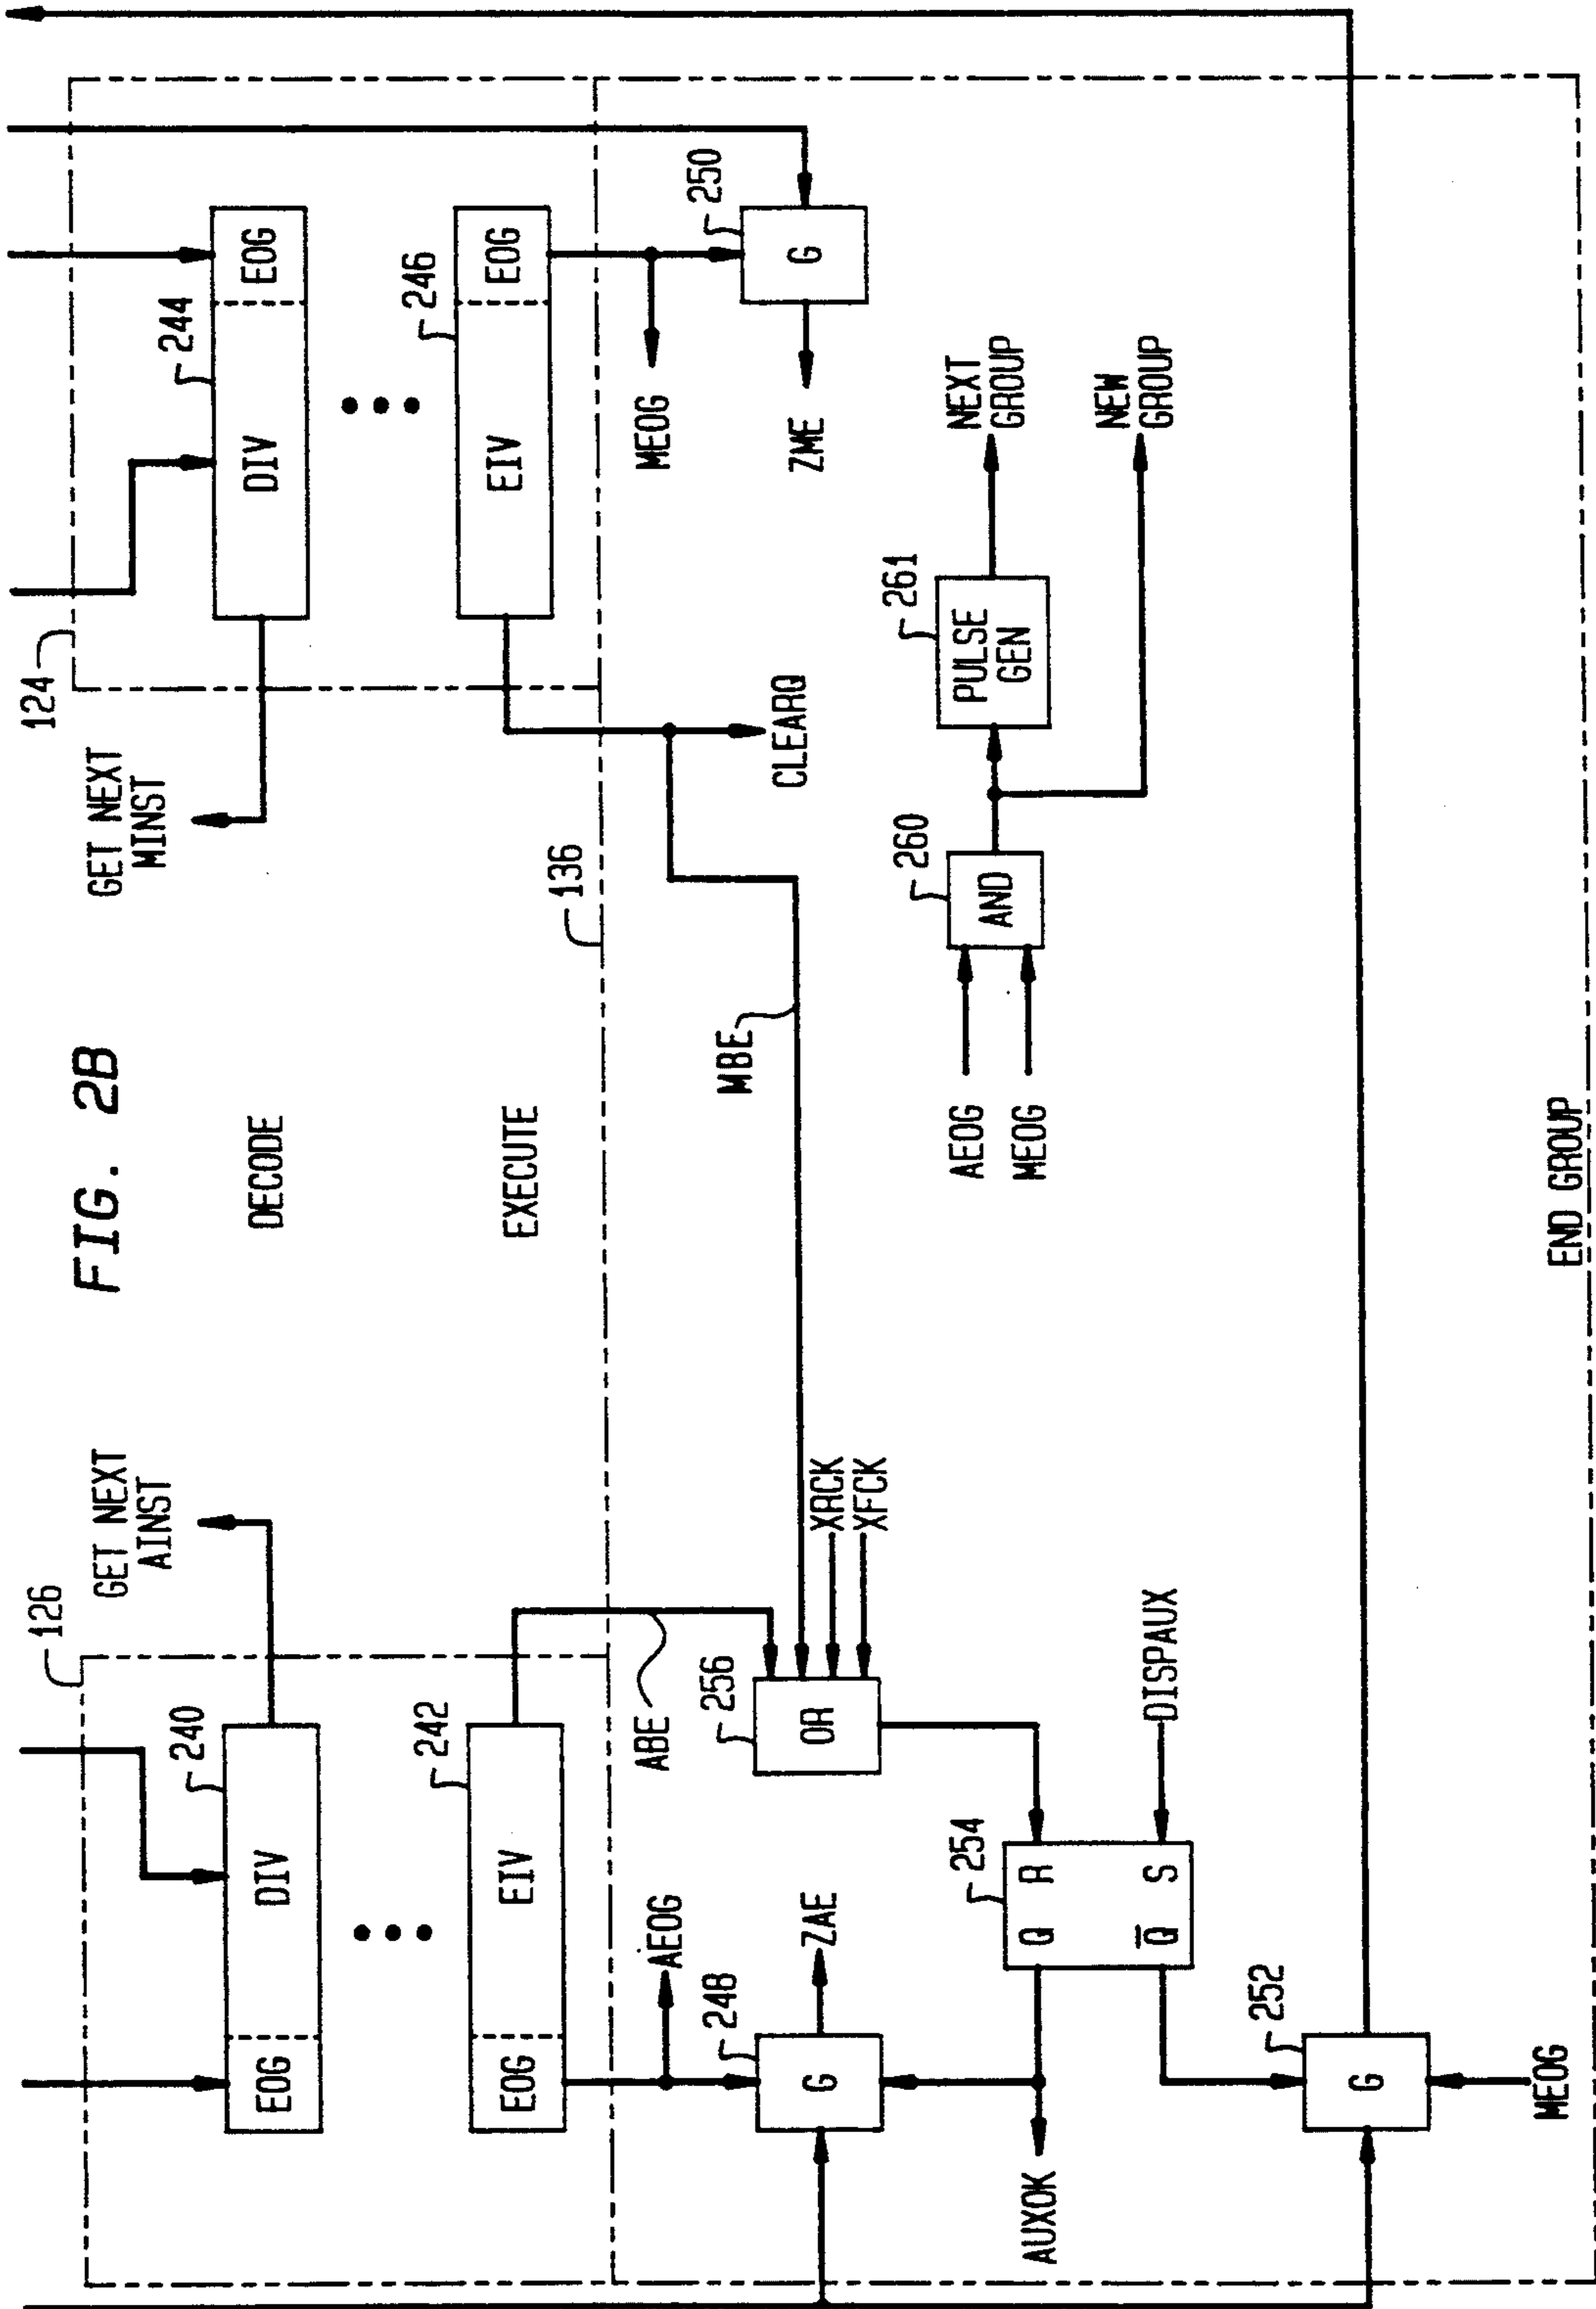 FIG. 2B
126
GET NEXT
AINST
DECODE
GET NEXT
MINST
124
EOG
DIV
240
DIV
244
EOG
EOG
EIV
242
EXECUTE
EIV
246
EOG
136
AEOG
ABE
MBE
CLEARQ
MEOG
G
248
ZAE
OR
256
XRCK
XFCK
G
250
ZME
AUXOK
Q
R
Q̅
S
254
DISPAUX
AEOG
MEOG
AND
260
PULSE
GEN
261
NEXT
GROUP
NEW
GROUP
G
252
MEOG
END GROUP